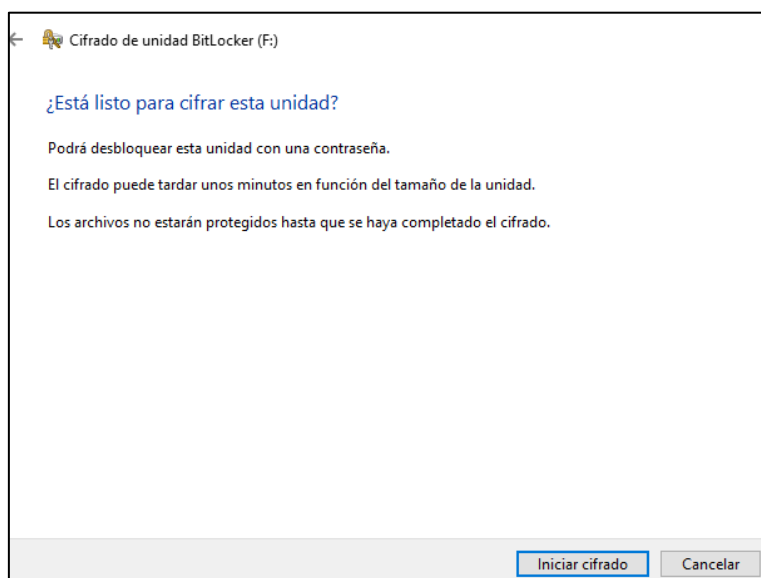 Cifrado de unidad BitLocker (F:)
¿Está listo para cifrar esta unidad?
Podrá desbloquear esta unidad con una contraseña.
El cifrado puede tardar unos minutos en función del tamaño de la unidad.
Los archivos no estarán protegidos hasta que se haya completado el cifrado.
Iniciar cifrado Cancelar